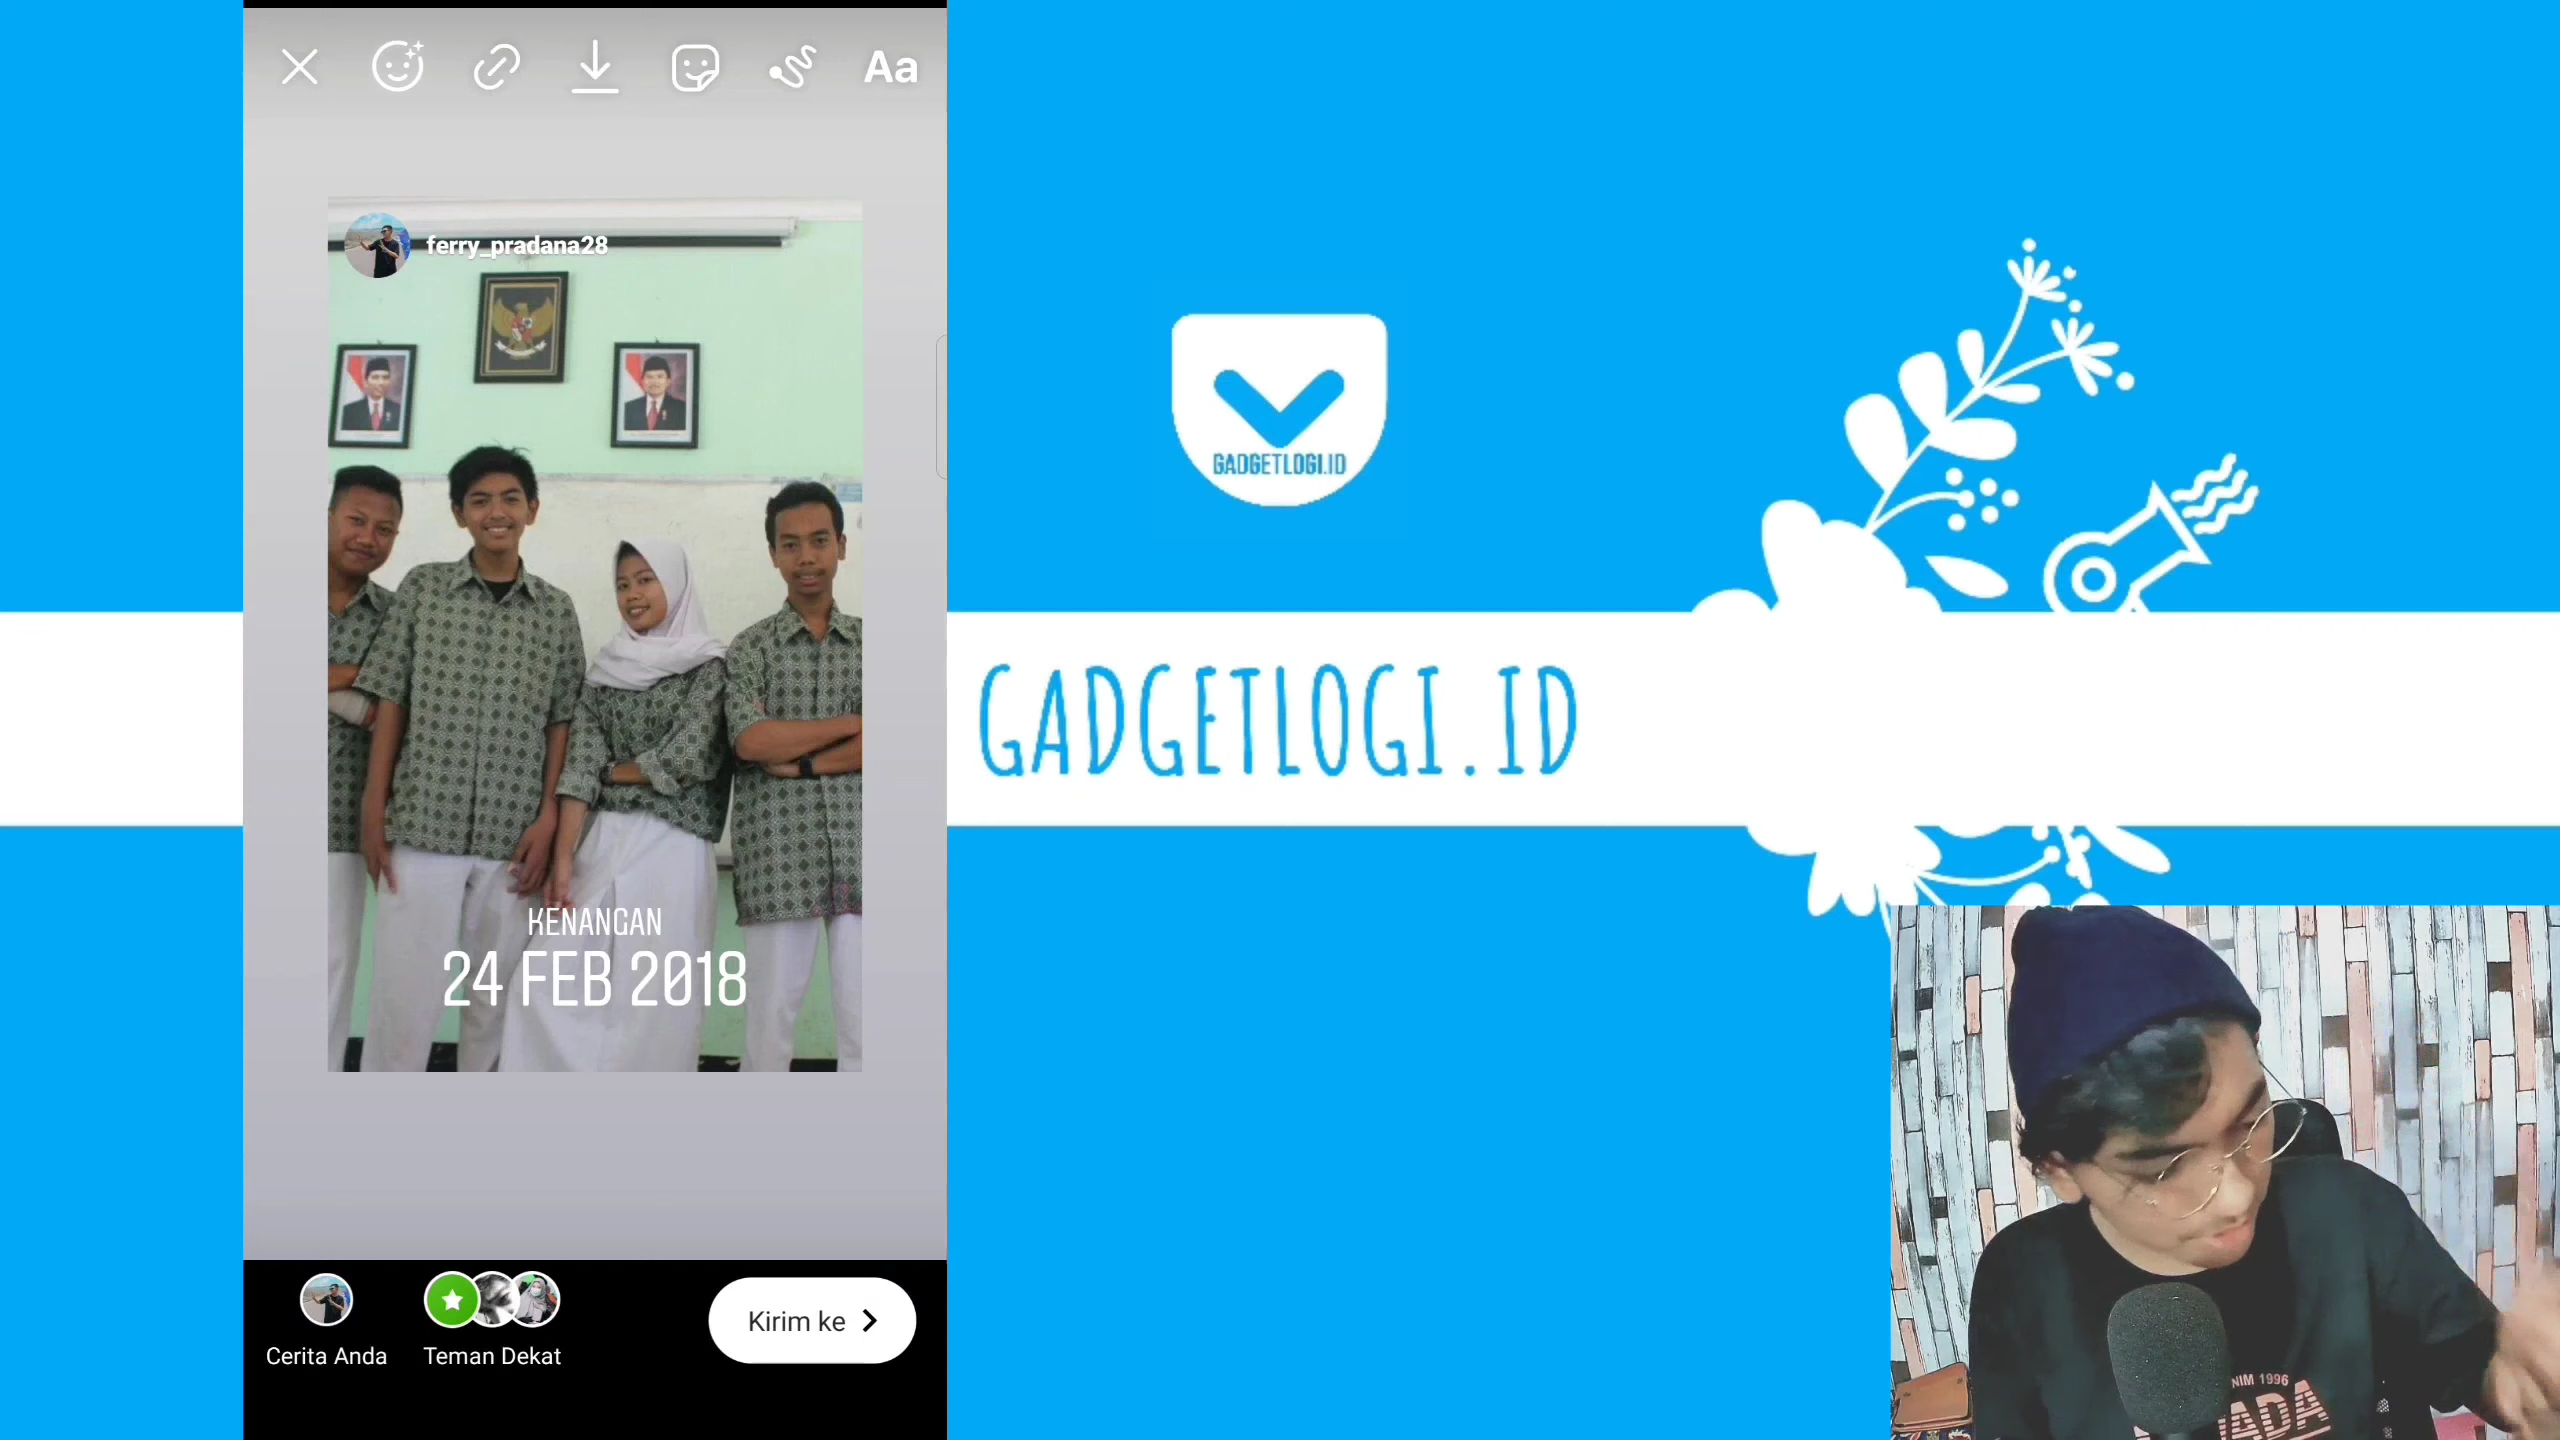 Aa
ferry_pradana28
KENANGAN
24 FEB 2018
Cerita Anda
Teman Dekat
Kirim ke
GADGETLOGI.ID
GADGETLOGI.ID
NIM 1996